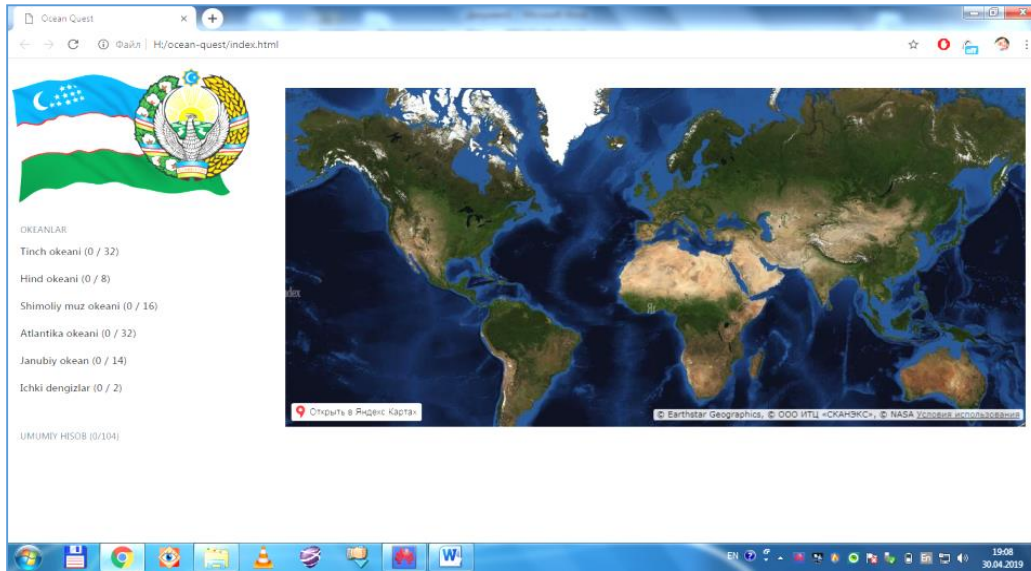 Ocean Quest
Файл
H:/ocean-quest/index.html
OKEANLAR
Tinch okeani (0 / 32)
Hind okeani (0 / 8)
Shimoliy muz okeani (0 / 16)
Atlantika okeani (0 / 32)
Janubiy okean (0 / 14)
Ichki dengizlar (0 / 2)
UMUMIY HISOB (0/104)
Открыть в Яндекс Картах
© Earthstar Geographics, © ООО ИТЦ «СКАНЭКС», © NASA Условия использования
EN
19:08
30.04.2019